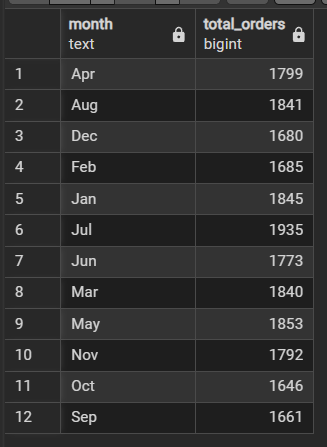 month total_orders
text bigint
1 Apr 1799
2 Aug 1841
3 Dec 1680
4 Feb 1685
5 Jan 1845
6 Jul 1935
7 Jun 1773
8 Mar 1840
9 May 1853
10 Nov 1792
11 Oct 1646
12 Sep 1661